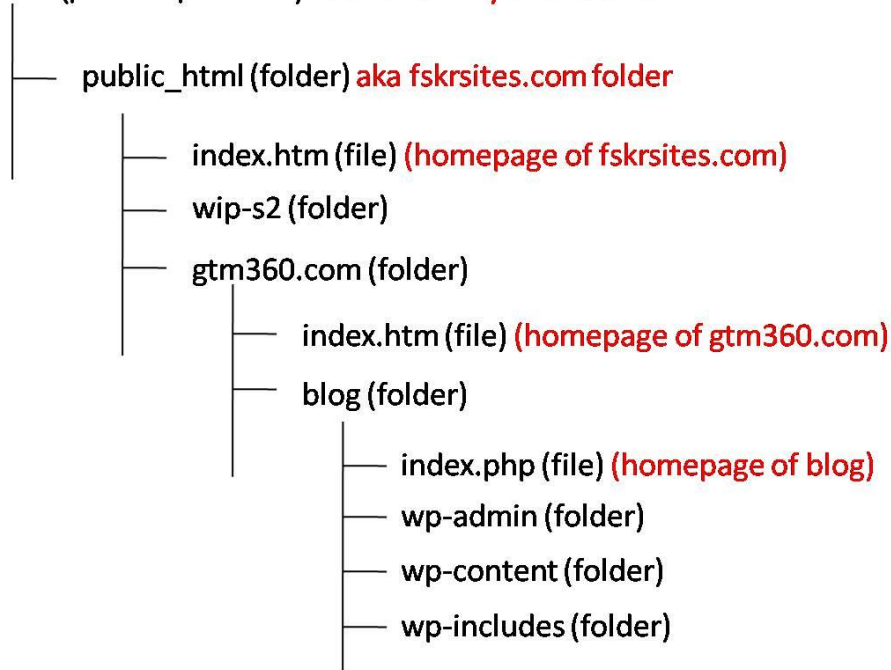 public_html (folder) aka fskrsites.com folder
index.htm (file) (homepage of fskrsites.com)
wip-s2 (folder)
gtm360.com (folder)
index.htm (file) (homepage of gtm360.com)
blog (folder)
index.php (file) (homepage of blog)
wp-admin (folder)
wp-content (folder)
wp-includes (folder)